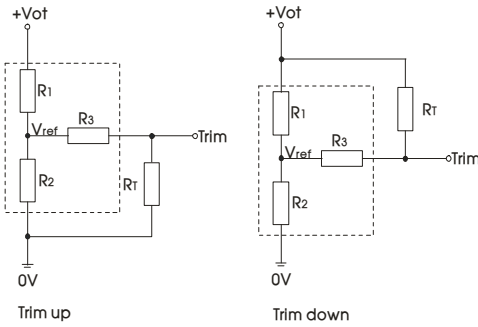 +Vot
R1
Vref
R3
Trim
R2
RT
0V
Trim up
+Vot
R1
RT
Vref
R3
Trim
R2
0V
Trim down